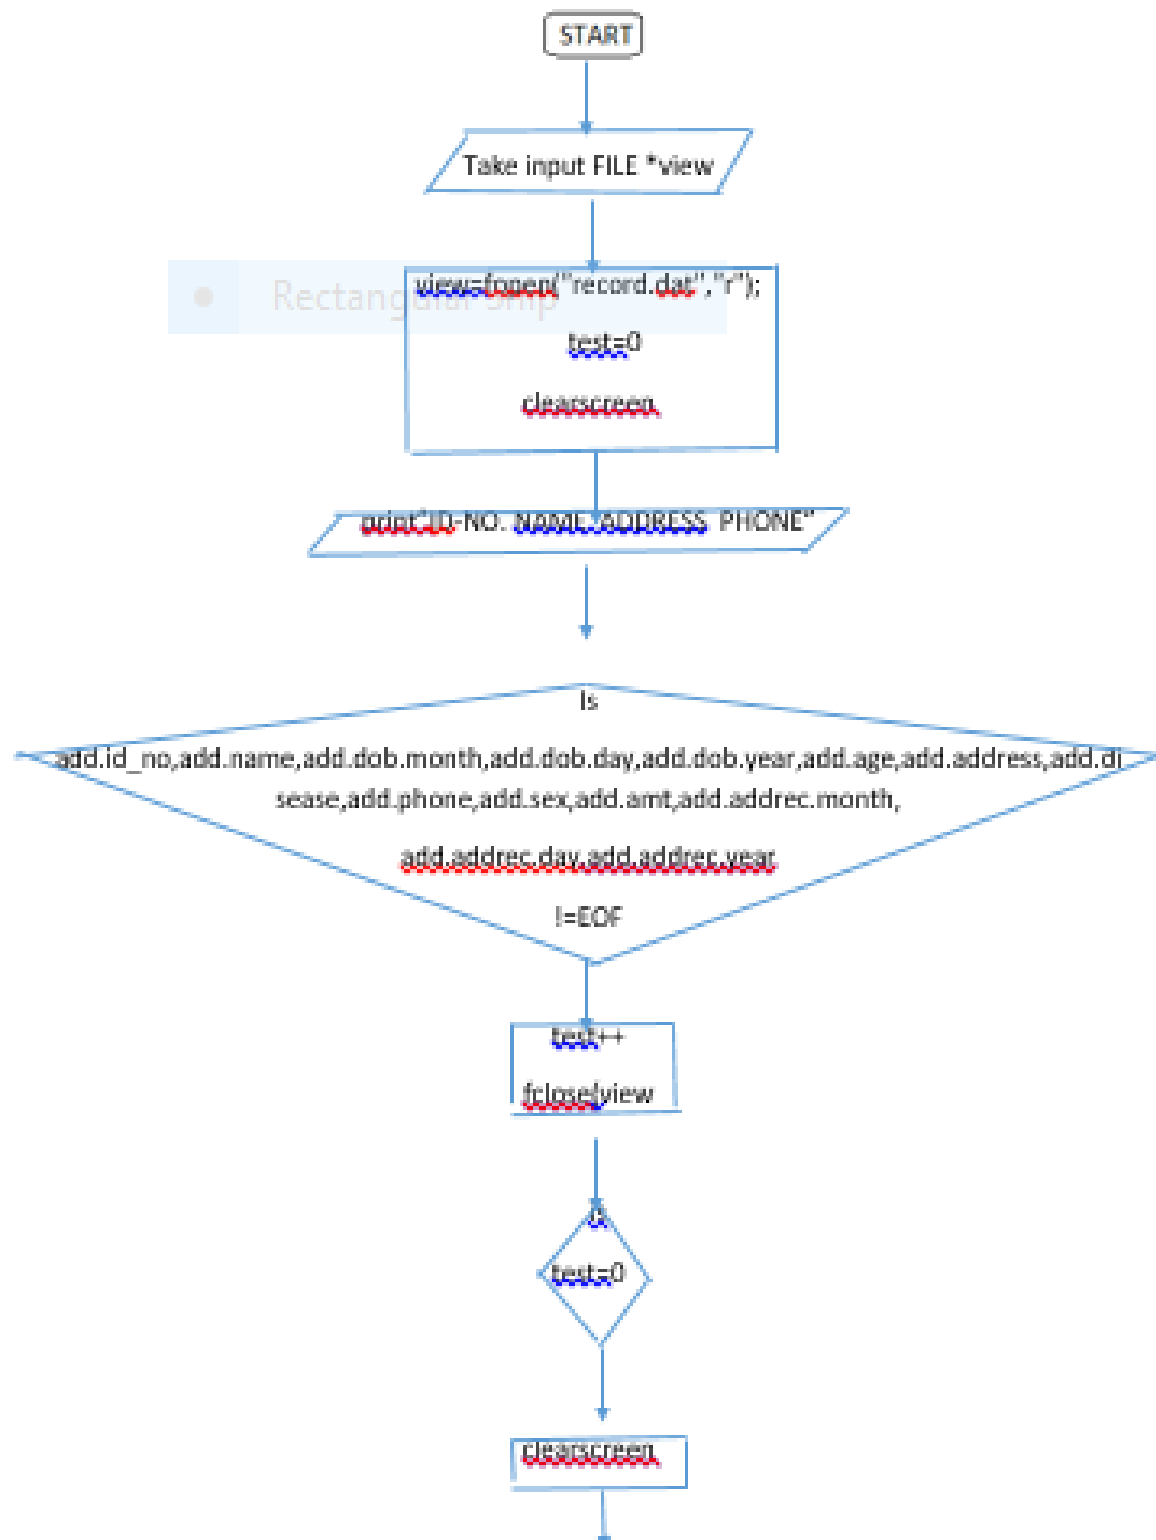 START
Take input FILE *view
view=fopen("record.dat","r");
Rectangular Ship
test=0
clearscreen
print"ID-NO. NAME ADDRESS PHONE"
Is
add.id_no,add.name,add.dob.month,add.dob.day,add.dob.year,add.age,add.address,add.di
sease,add.phone,add.sex,add.amt,add.addrec.month,
add.addrec.day,add.addrec.year
!=EOF
test++
fclose(view
test=0
clearscreen